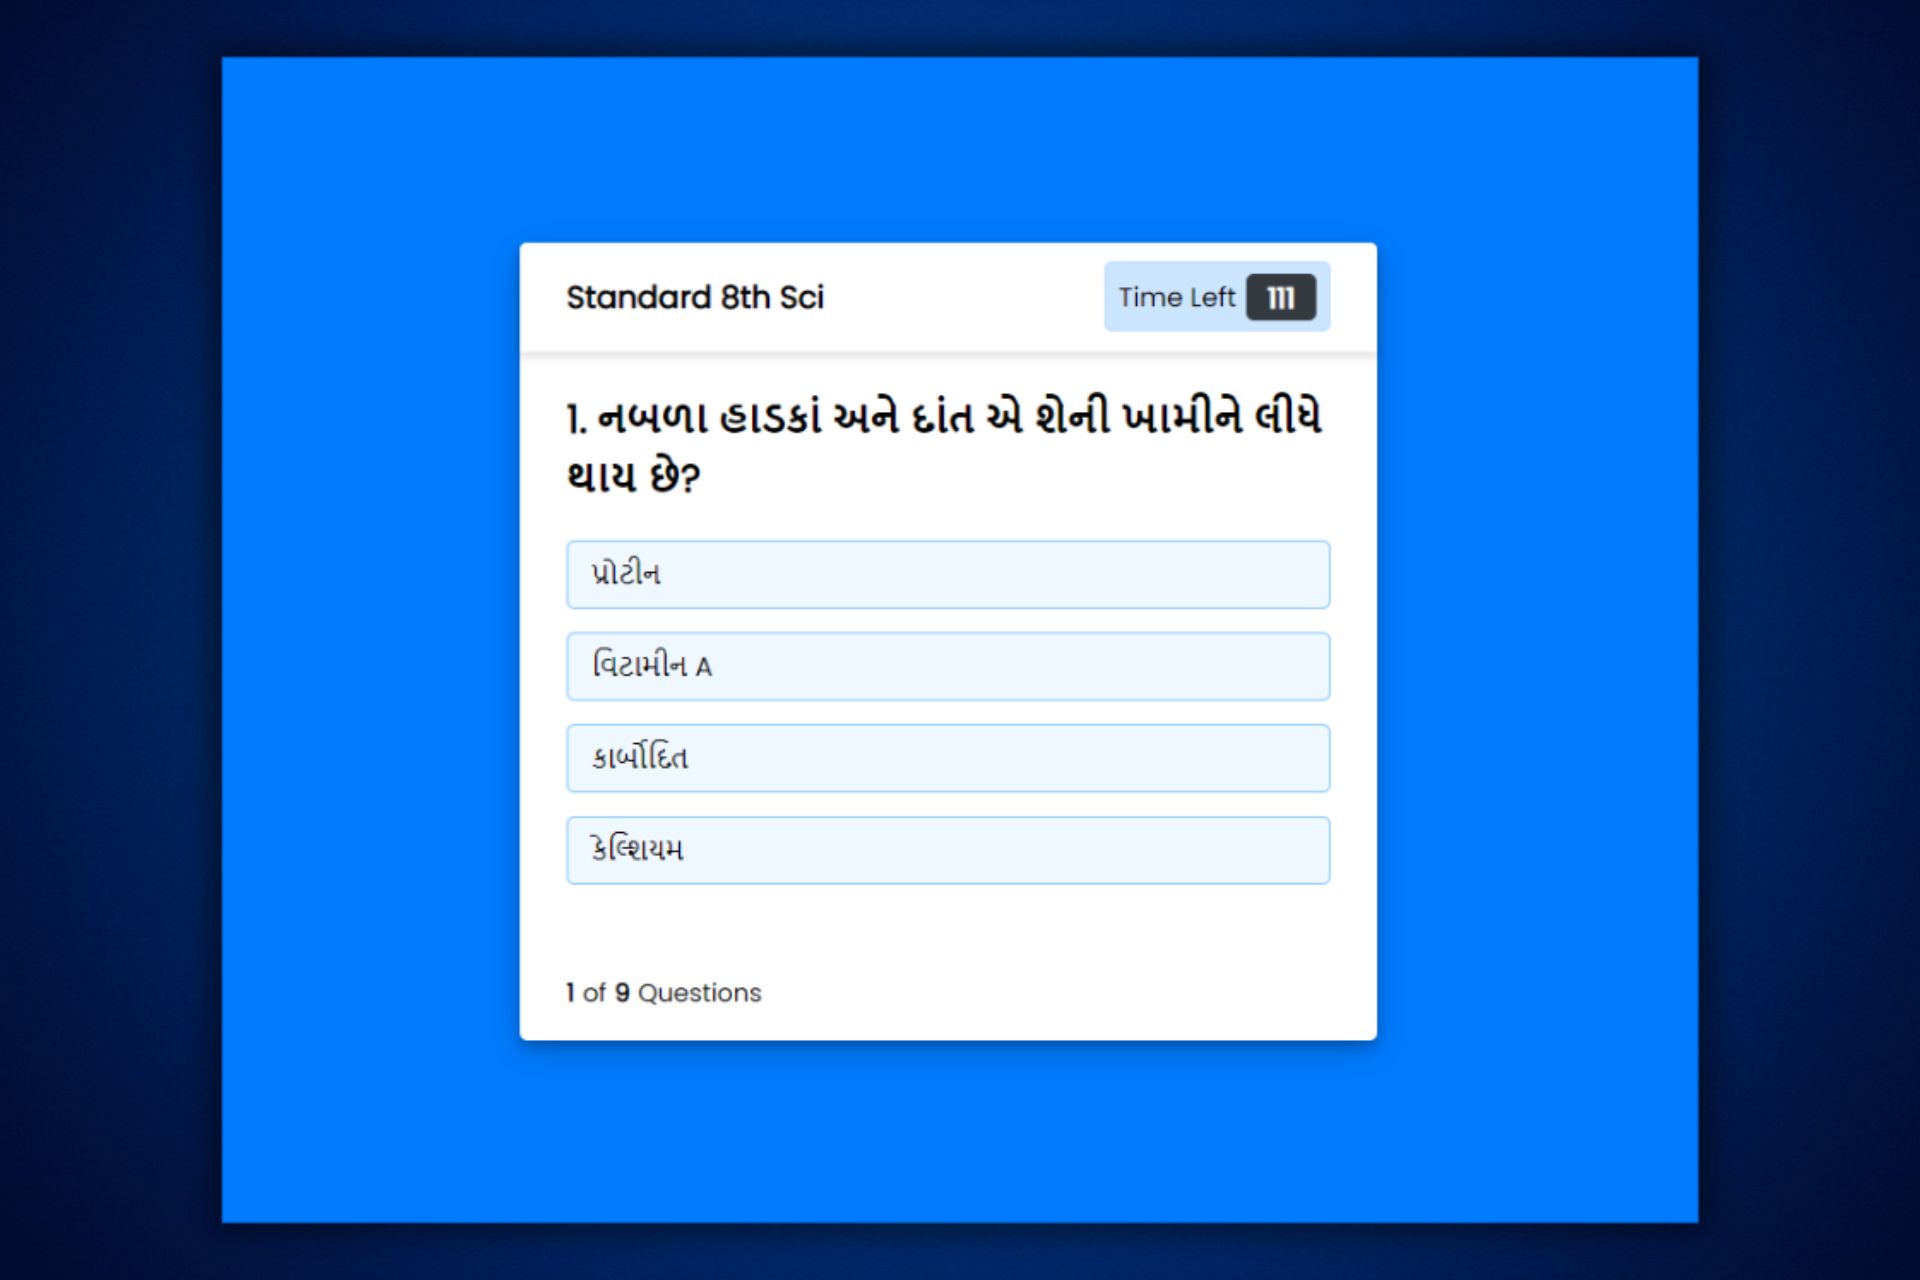 Standard 8th Sci
Time Left 111
1. નબળા હાડકાં અને દાંત એ શેની ખામીને લીધે
થાય છે?
પ્રોટીન
વિટામીન A
કાર્બોદિત
કેલ્શિયમ
1 of 9 Questions